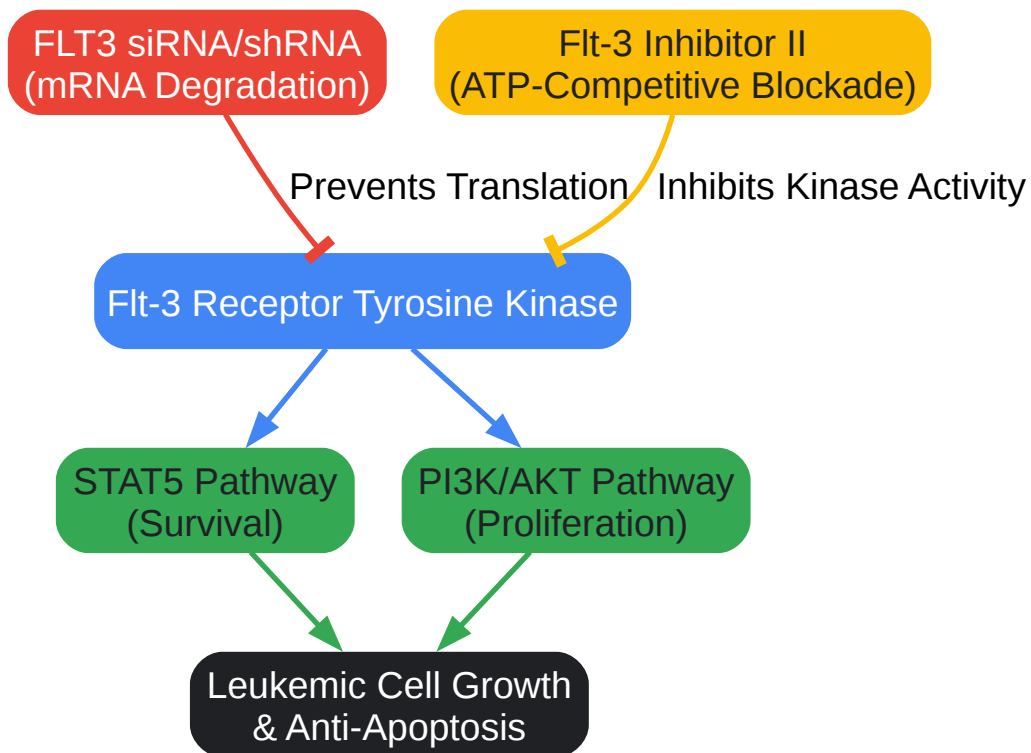 FLT3 siRNA/shRNA
(mRNA Degradation)
Flt-3 Inhibitor II
(ATP-Competitive Blockade)
Prevents Translation
Inhibits Kinase Activity
Flt-3 Receptor Tyrosine Kinase
STAT5 Pathway
(Survival)
PI3K/AKT Pathway
(Proliferation)
Leukemic Cell Growth
& Anti-Apoptosis